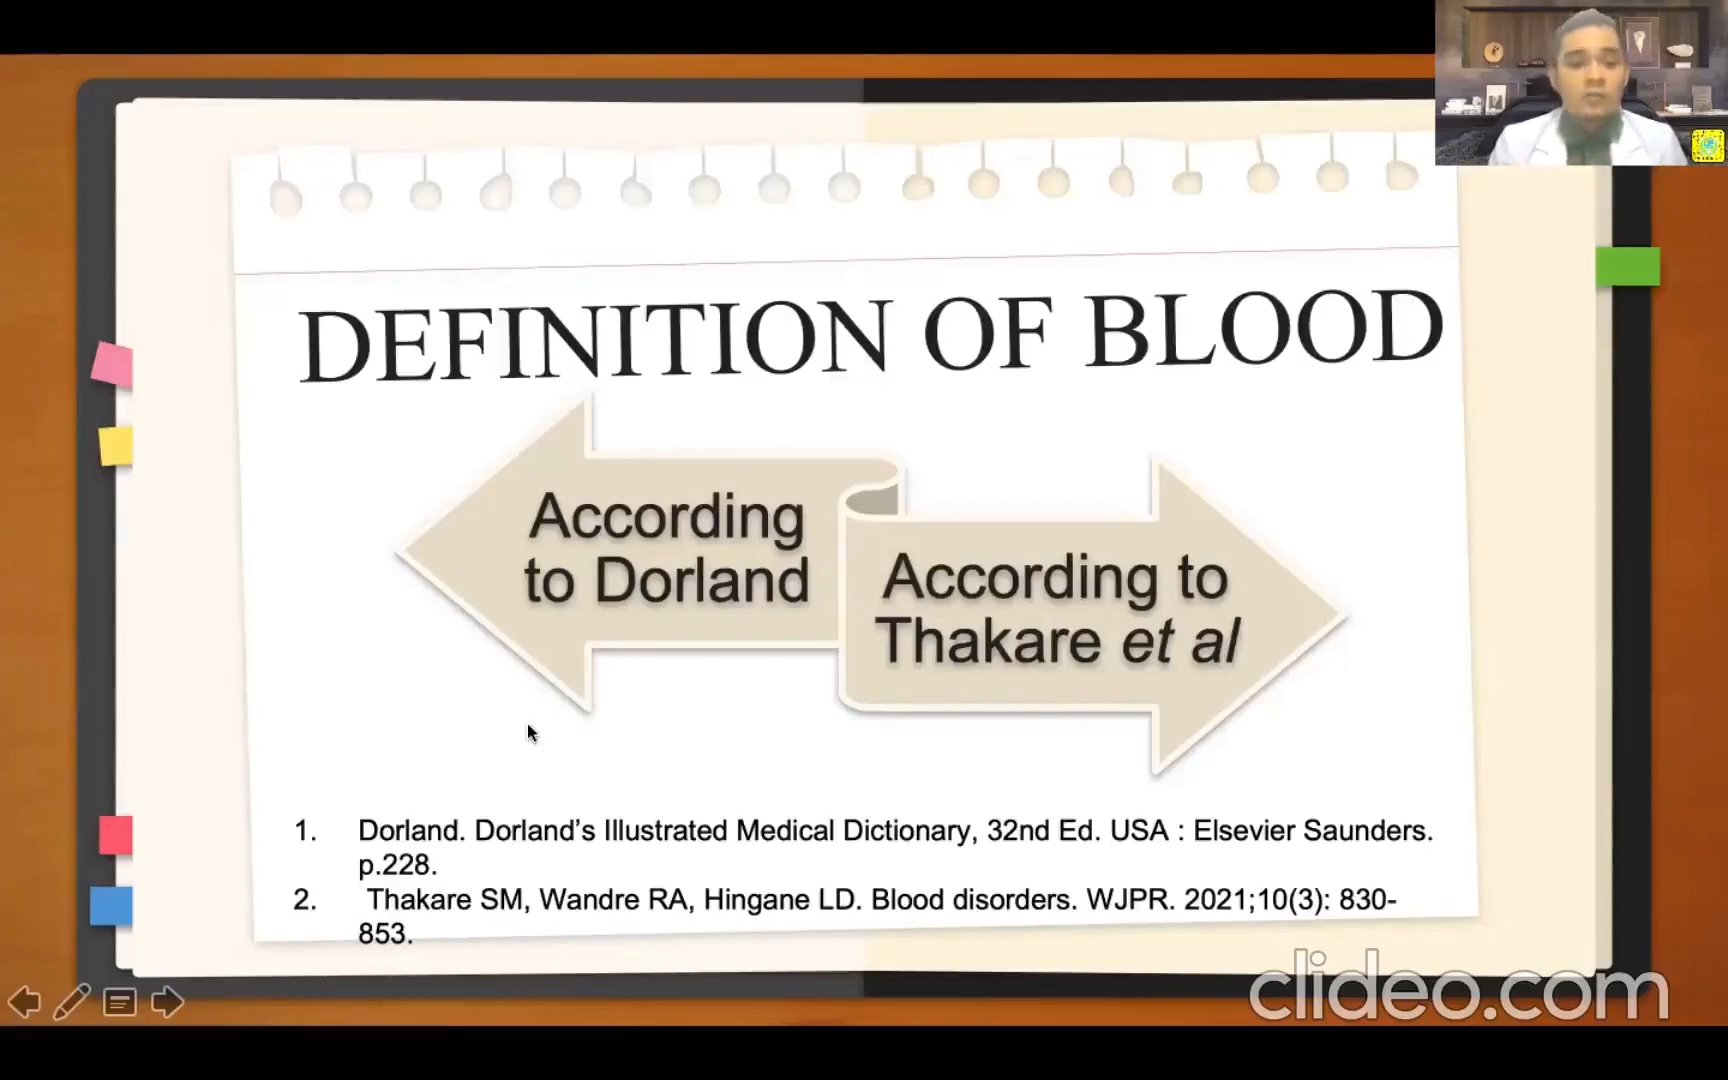 DEFINITION OF BLOOD
According
to Dorland
According to
Thakare et al
1. Dorland. Dorland’s Illustrated Medical Dictionary, 32nd Ed. USA : Elsevier Saunders.
p.228.
2. Thakare SM, Wandre RA, Hingane LD. Blood disorders. WJPR. 2021;10(3): 830-
853.
clideo.com